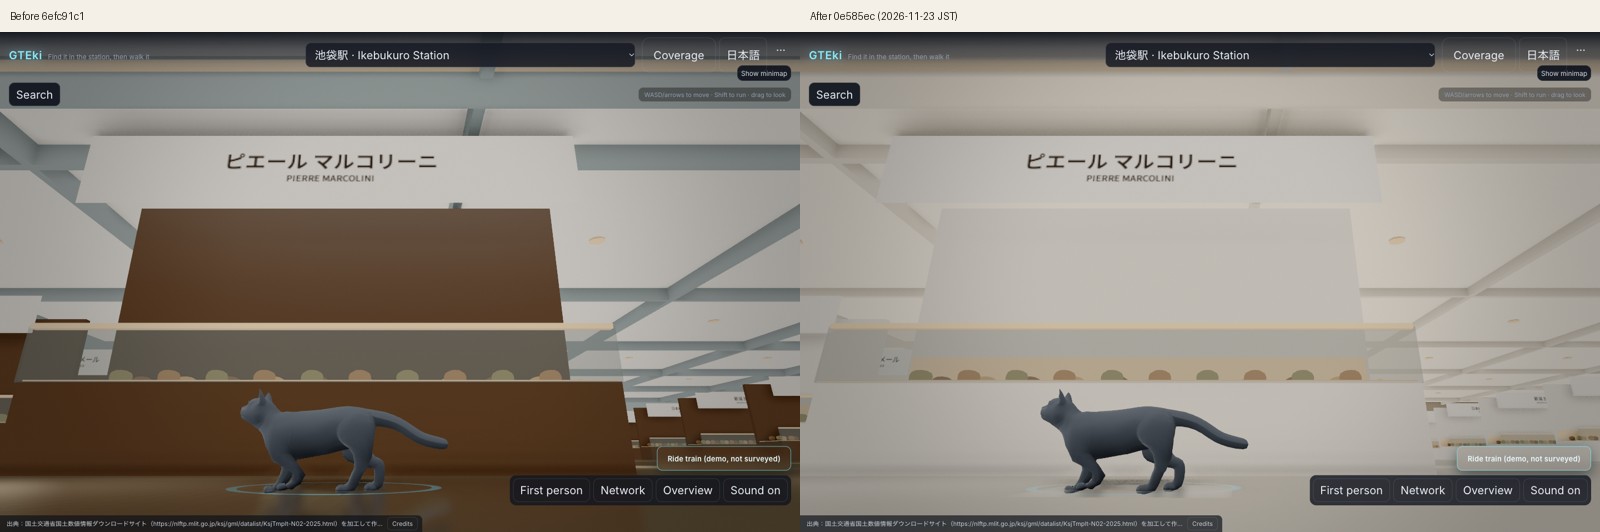 Before 6efc91c1
GTEki Find it in the station, then walk it
池袋駅 · Ikebukuro Station
Coverage
日本語
...
Show minimap
Search
WASD/arrows to move · Shift to run · drag to look
ピエール マルコリーニ
PIERRE MARCOLINI
Ride train (demo, not surveyed)
First person
Network
Overview
Sound on
出典：国土交通省国土数値情報ダウンロードサイト（https://nlftp.mlit.go.jp/ksj/gml/datalist/KsjTmplt-N02-2025.html）を加工して作...
Credits
After 0e585ec (2026-11-23 JST)
GTEki Find it in the station, then walk it
池袋駅 · Ikebukuro Station
Coverage
日本語
...
Show minimap
Search
WASD/arrows to move · Shift to run · drag to look
ピエール マルコリーニ
PIERRE MARCOLINI
Ride train (demo, not surveyed)
First person
Network
Overview
Sound on
出典：国土交通省国土数値情報ダウンロードサイト（https://nlftp.mlit.go.jp/ksj/gml/datalist/KsjTmplt-N02-2025.html）を加工して作...
Credits